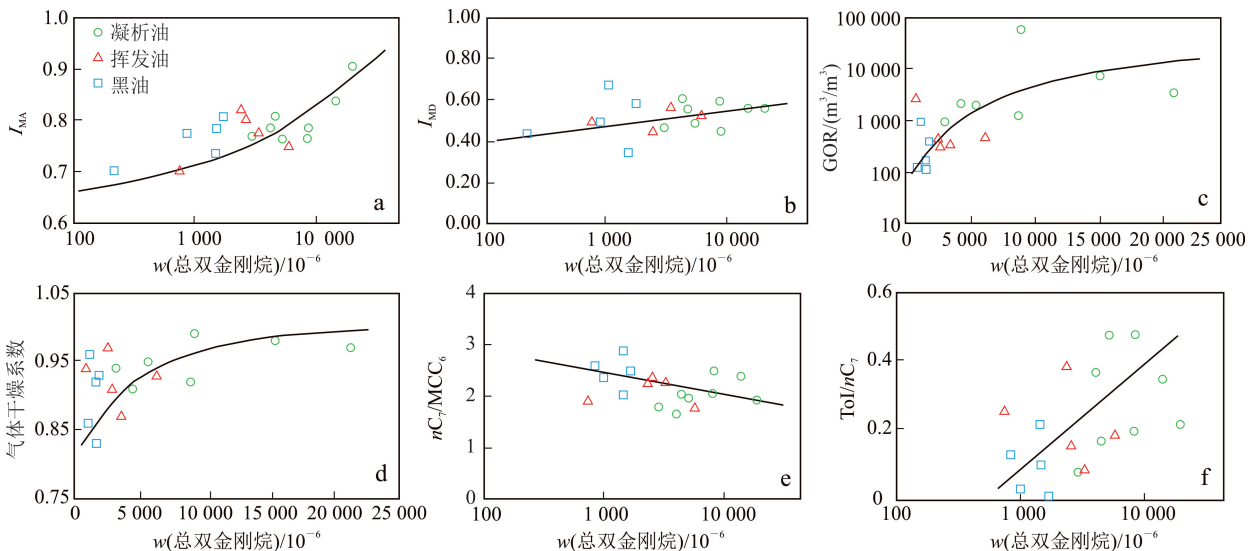 1.0
0.9
0.8
0.7
0.6
I_MA
凝析油
挥发油
黑油
a
100
1 000
10 000
w(总双金刚烷)/10⁻⁶
1.00
0.80
0.60
0.40
0.20
0.00
I_MD
b
100
1 000
10 000
w(总双金刚烷)/10⁻⁶
100 000
10 000
1 000
100
10
GOR/(m³/m³)
c
0
5 000
10 000
15 000
20 000
25 000
w(总双金刚烷)/10⁻⁶
1.05
0.95
0.85
0.75
气体干燥系数
d
0
5 000
10 000
15 000
20 000
25 000
w(总双金刚烷)/10⁻⁶
4
3
2
1
0
nC₇/MCC₆
e
100
1 000
10 000
w(总双金刚烷)/10⁻⁶
0.6
0.4
0.2
0
Tol/nC₇
f
100
1 000
10 000
w(总双金刚烷)/10⁻⁶